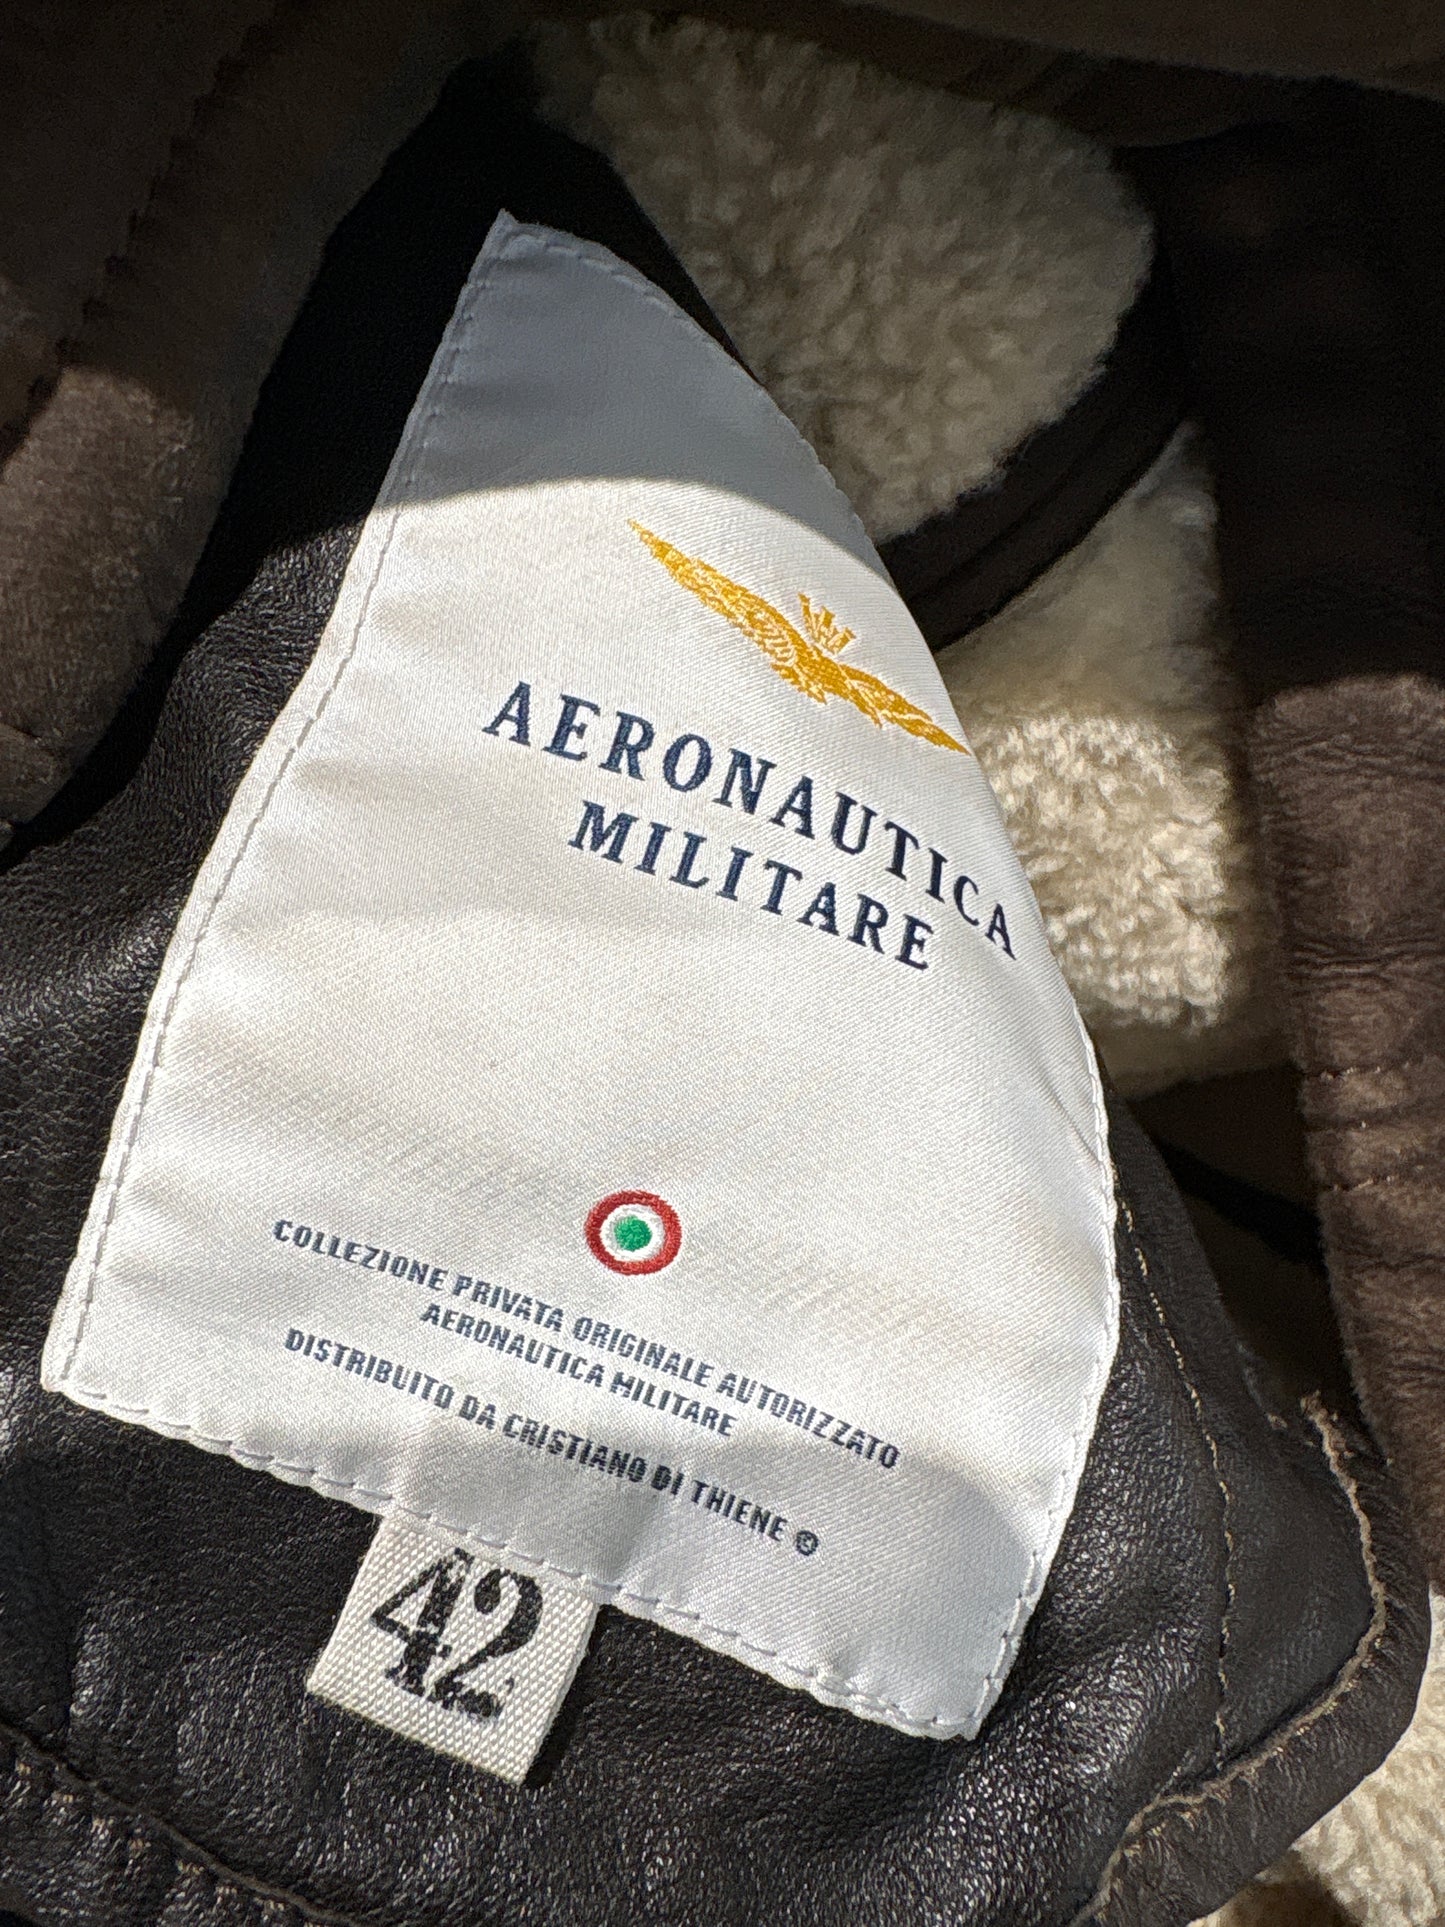 AERONAUTICA
MILITARE
COLLEZIONE PRIVATA ORIGINALE AUTORIZZATO
AERONAUTICA MILITARE
DISTRIBUITO DA CRISTIANO DI THIENE ©
42